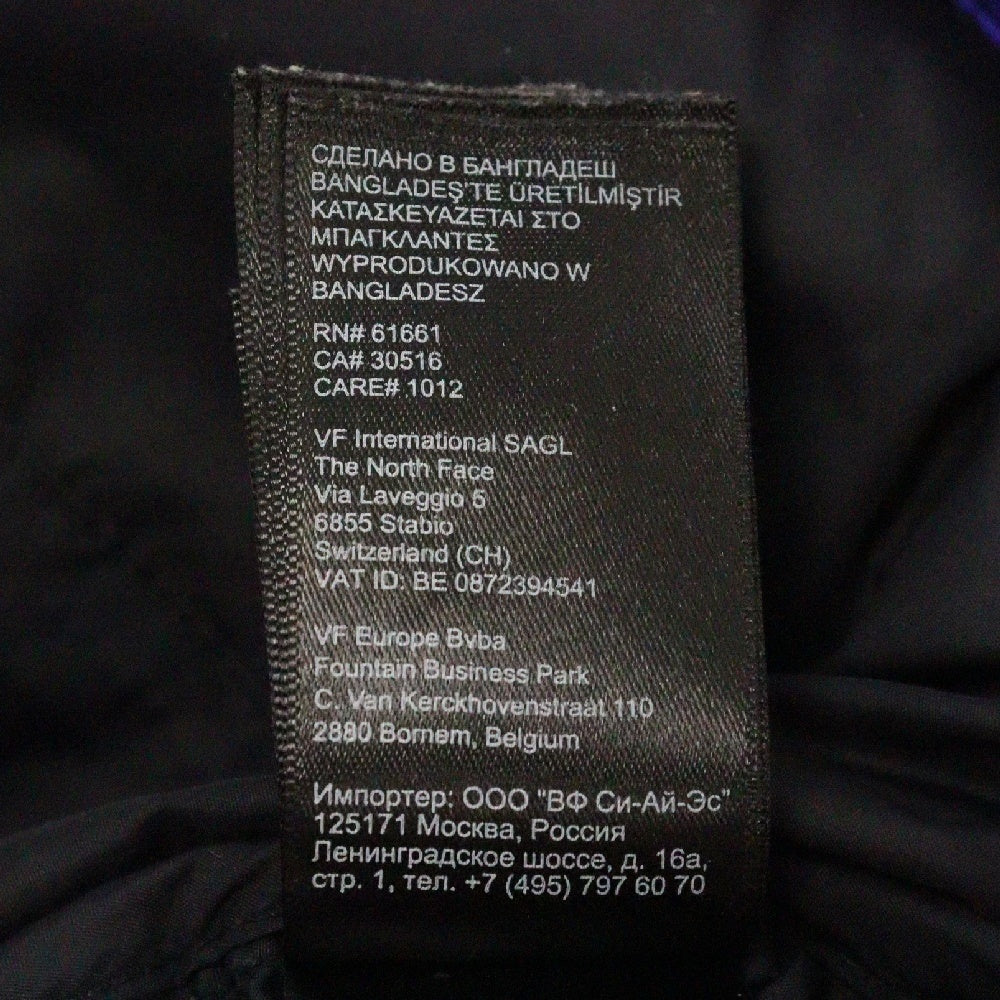 СДЕЛАНО В БАНГЛАДЕШ
BANGLADEŞ'TE ÜRETİLMİŞTİR
ΚΑΤΑΣΚΕΥΑΖΕΤΑΙ ΣΤΟ
ΜΠΑΓΚΛΑΝΤΕΣ
WYPRODUKOWANO W
BANGLADESZ
RN# 61661
CA# 30516
CARE# 1012
VF International SAGL
The North Face
Via Laveggio 5
6855 Stabio
Switzerland (CH)
VAT ID: BE 0872394541
VF Europe Bvba
Fountain Business Park
C. Van Kerckhovenstraat 110
2880 Bornem, Belgium
Импортер: ООО "ВФ Си-Ай-Эс"
125171 Москва, Россия
Ленинградское шоссе, д. 16а,
стр. 1, тел. +7 (495) 797 60 70